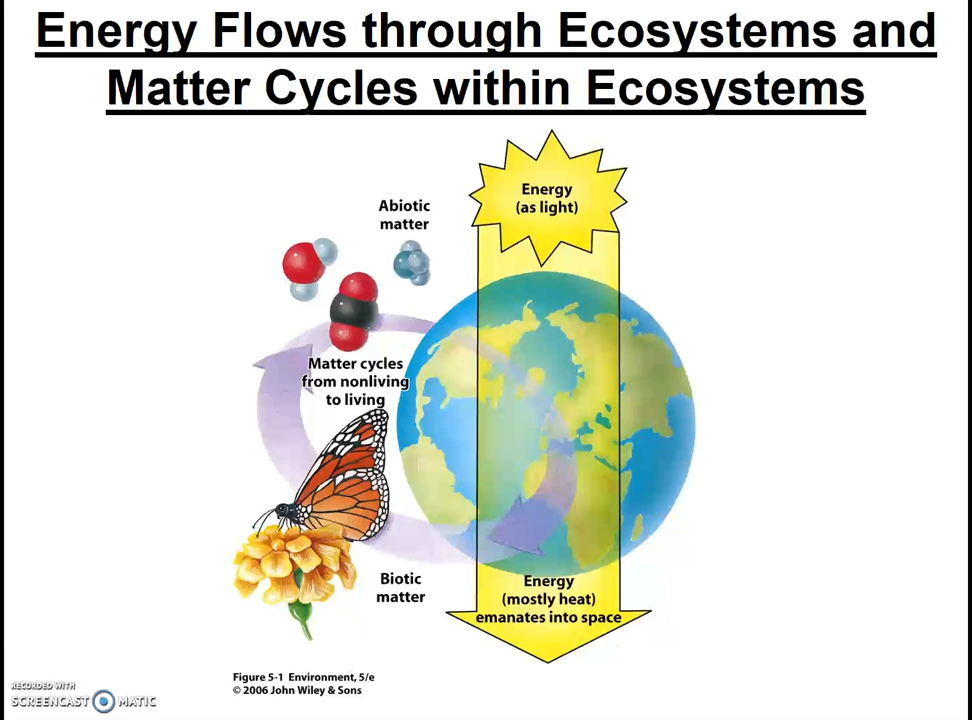 Energy Flows through Ecosystems and
Matter Cycles within Ecosystems
Energy
(as light)
Abiotic
matter
Matter cycles
from nonliving
to living
Biotic
matter
Energy
(mostly heat)
emanates into space
Figure 5-1 Environment, 5/e
© 2006 John Wiley & Sons
RECORDED WITH
SCREENCAST MATIC